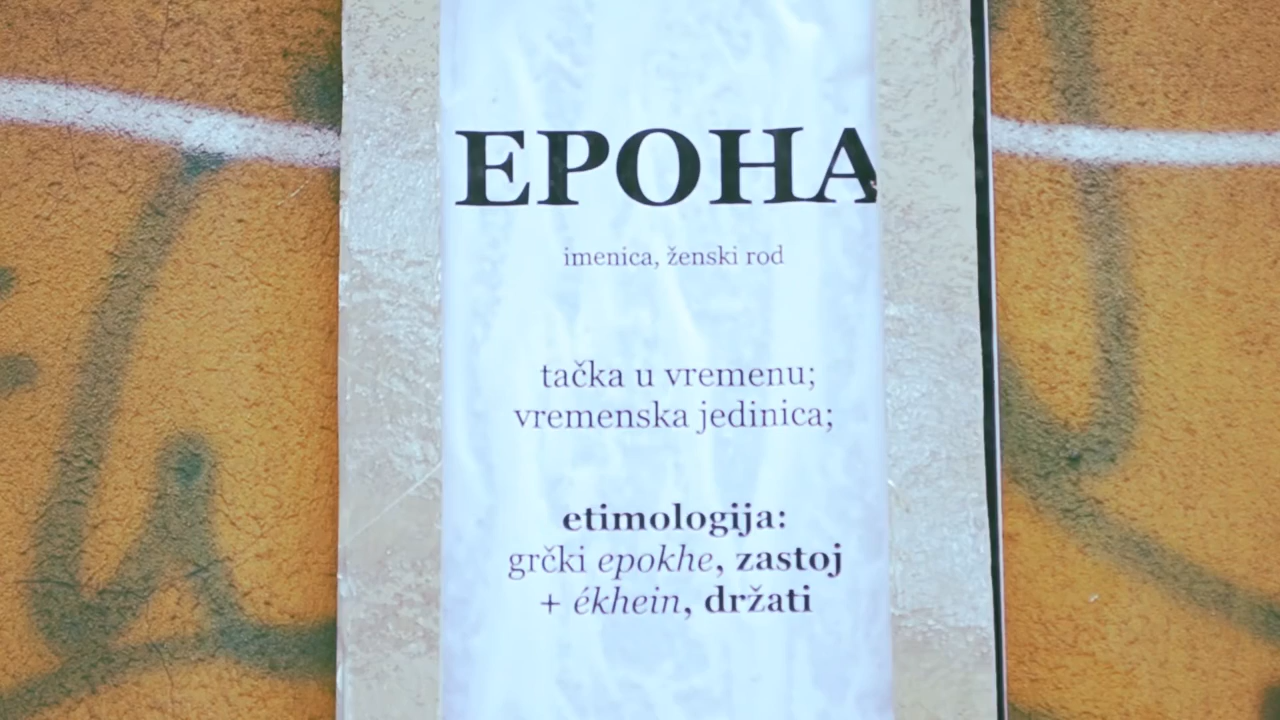 EPOHA
imenica, ženski rod
tačka u vremenu;
vremenska jedinica;
etimologija:
grčki epokhe, zastoj
+ ékhein, držati